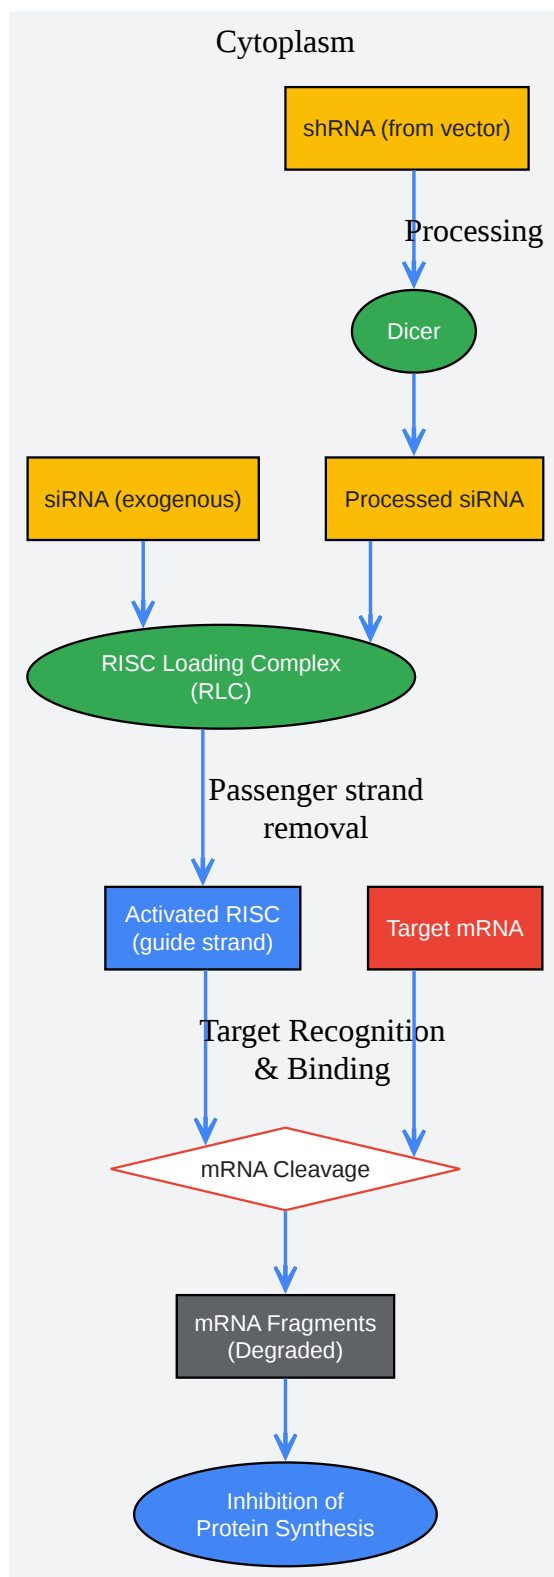 Cytoplasm
shRNA (from vector)
Processing
Dicer
siRNA (exogenous)
Processed siRNA
RISC Loading Complex
(RLC)
Passenger strand
removal
Activated RISC
(guide strand)
Target mRNA
Target Recognition
& Binding
mRNA Cleavage
mRNA Fragments
(Degraded)
Inhibition of
Protein Synthesis